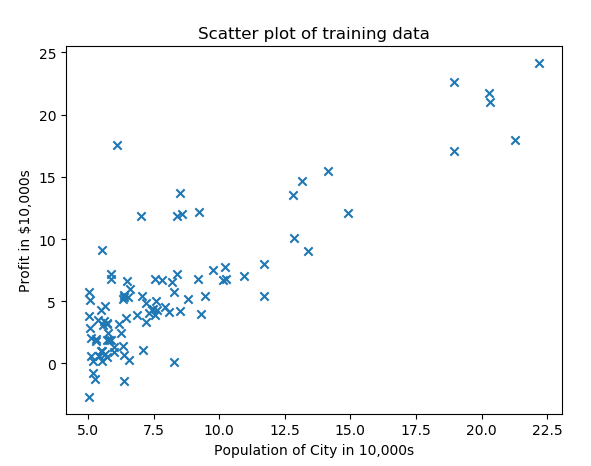 Scatter plot of training data
25
20
15
10
5
0
Profit in $10,000s
5.0 7.5 10.0 12.5 15.0 17.5 20.0 22.5
Population of City in 10,000s